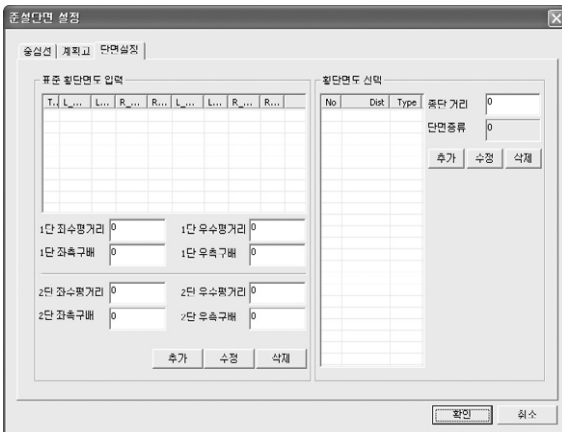 준설단면 설정
중심선 계획고 단면설정
표준 횡단면도 입력
T.. L_... L... R_... R... L_... L... R_... R...
1단 좌수평거리 0 1단 우수평거리 0
1단 좌측구배 0 1단 우측구배 0
2단 좌수평거리 0 2단 우수평거리 0
2단 좌측구배 0 2단 우측구배 0
추가 수정 삭제
횡단면도 선택
No Dist Type
종단 거리 0
단면종류 0
추가 수정 삭제
확인 취소